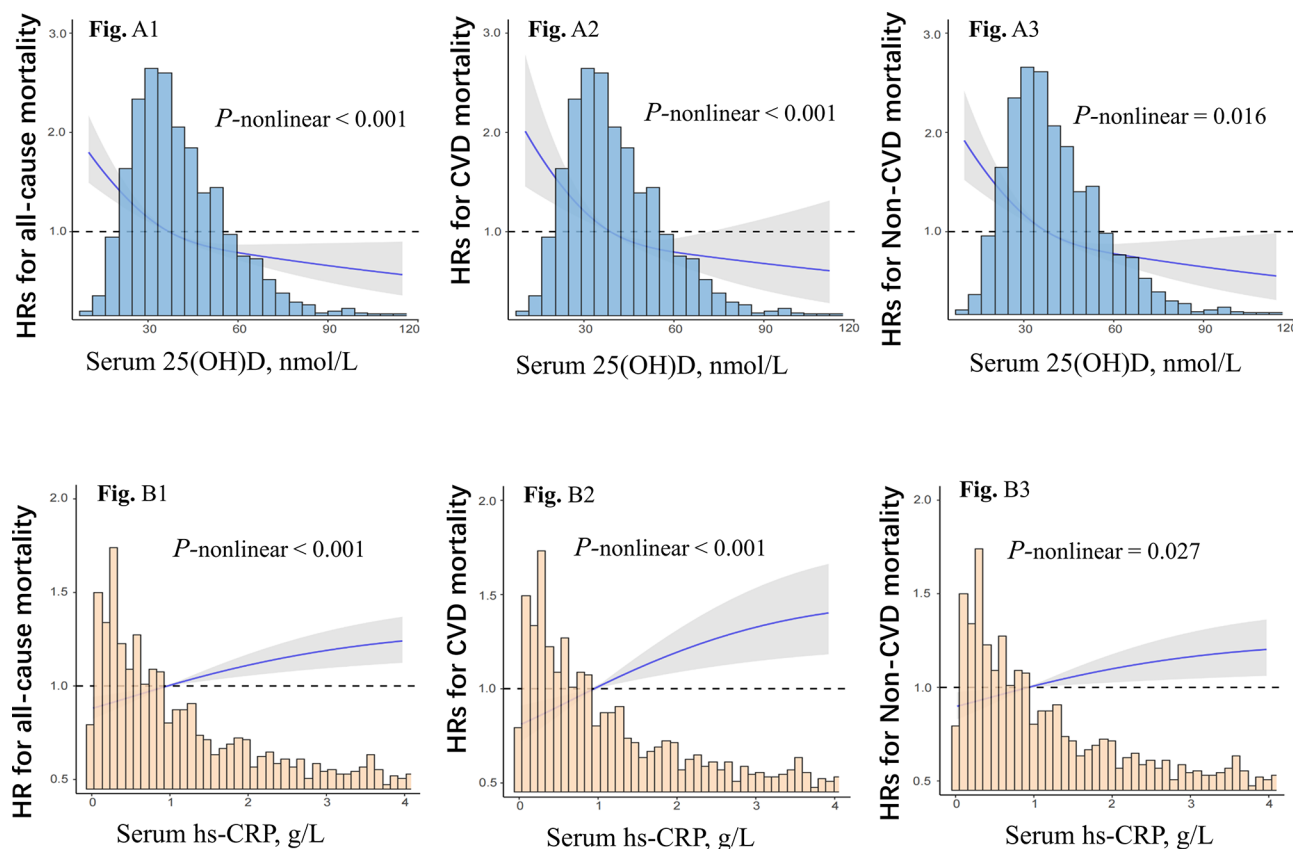 Fig. A1
HRs for all-cause mortality
3.0
2.0
1.0
P-nonlinear < 0.001
30
60
90
120
Serum 25(OH)D, nmol/L
Fig. A2
HRs for CVD mortality
3.0
2.0
1.0
P-nonlinear < 0.001
30
60
90
120
Serum 25(OH)D, nmol/L
Fig. A3
HRs for Non-CVD mortality
3.0
2.0
1.0
P-nonlinear = 0.016
30
60
90
120
Serum 25(OH)D, nmol/L
Fig. B1
HR for all-cause mortality
2.0
1.5
1.0
0.5
P-nonlinear < 0.001
0
1
2
3
4
Serum hs-CRP, g/L
Fig. B2
HRs for CVD mortality
2.0
1.5
1.0
0.5
P-nonlinear < 0.001
0
1
2
3
4
Serum hs-CRP, g/L
Fig. B3
HRs for Non-CVD mortality
2.0
1.5
1.0
0.5
P-nonlinear = 0.027
0
1
2
3
4
Serum hs-CRP, g/L